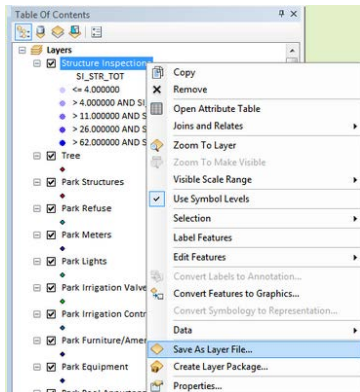 Table Of Contents
Layers
Structure Inspections
SI_STR_TOT
<= 4.000000
> 4.000000 AND SI_
> 11.000000 AND S
> 26.000000 AND S
> 62.000000 AND S
Tree
Park Structures
Park Refuse
Park Meters
Park Lights
Park Irrigation Valve
Park Irrigation Contr
Park Furniture/Amer
Park Equipment
Copy
Remove
Open Attribute Table
Joins and Relates
Zoom To Layer
Zoom To Make Visible
Visible Scale Range
Use Symbol Levels
Selection
Label Features
Edit Features
Convert Labels to Annotation...
Convert Features to Graphics...
Convert Symbology to Representation...
Data
Save As Layer File...
Create Layer Package...
Properties...